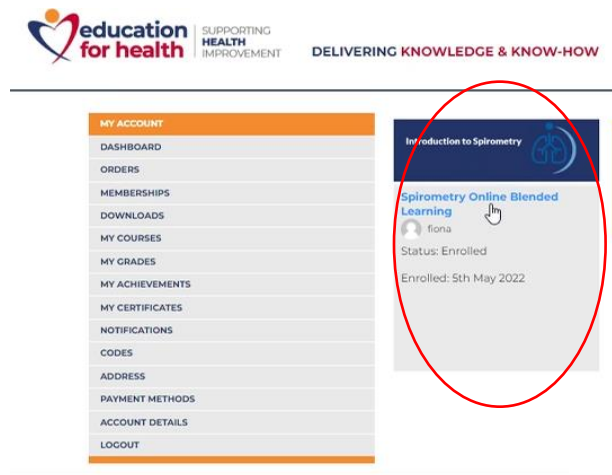 education
for health
SUPPORTING
HEALTH
IMPROVEMENT
DELIVERING KNOWLEDGE & KNOW-HOW
MY ACCOUNT
DASHBOARD
ORDERS
MEMBERSHIPS
DOWNLOADS
MY COURSES
MY GRADES
MY ACHIEVEMENTS
MY CERTIFICATES
NOTIFICATIONS
CODES
ADDRESS
PAYMENT METHODS
ACCOUNT DETAILS
LOGOUT
Introduction to Spirometry
Spirometry Online Blended
Learning
fiona
Status: Enrolled
Enrolled: 5th May 2022